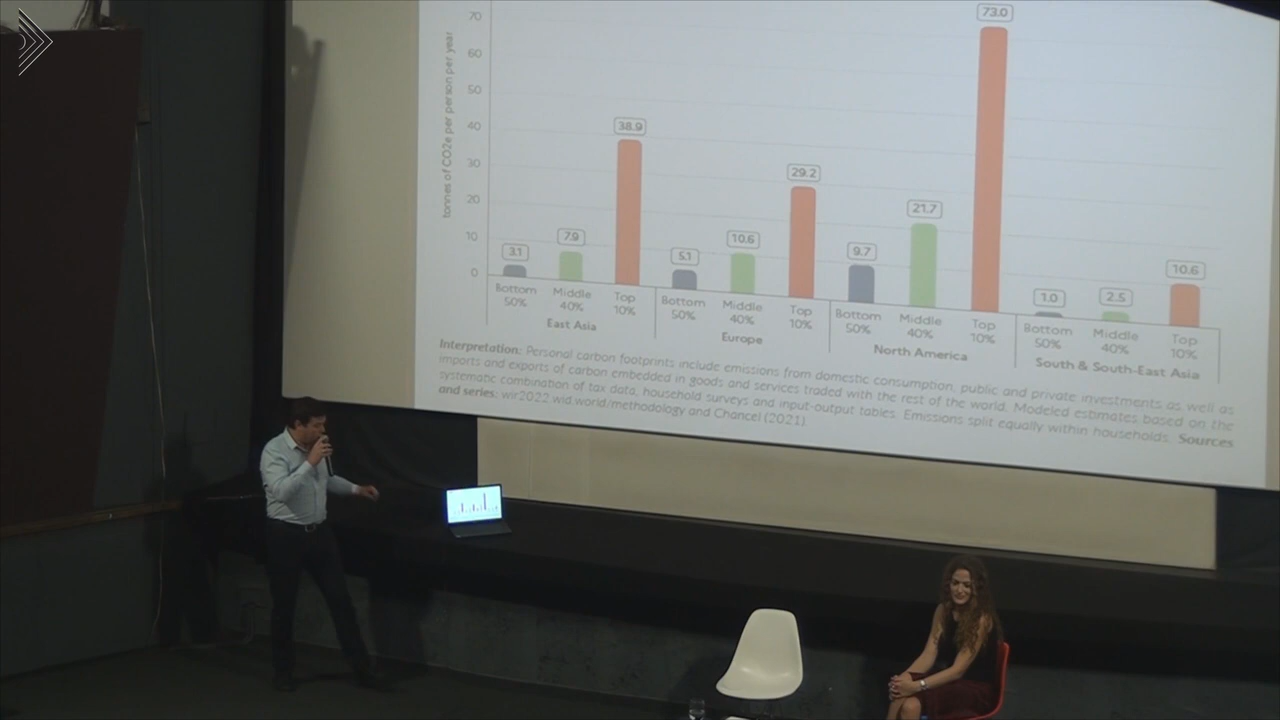 73.0
70
60
50
40
30
20
10
0
tonnes of CO2e per person per year
38.9
29.2
21.7
3.1
7.9
5.1
10.6
9.7
1.0
2.5
10.6
Bottom 50%
Middle 40%
Top 10%
Bottom 50%
Middle 40%
Top 10%
Bottom 50%
Middle 40%
Top 10%
Bottom 50%
Middle 40%
Top 10%
East Asia
Europe
North America
South & South-East Asia
Interpretation: Personal carbon footprints include emissions from domestic consumption, public and private investments as well as
imports and exports of carbon embedded in goods and services traded with the rest of the world. Modeled estimates based on the
systematic combination of tax data, household surveys and input-output tables. Emissions split equally within households. Sources
and series: wir2022.wid.world/methodology and Chancel (2021).